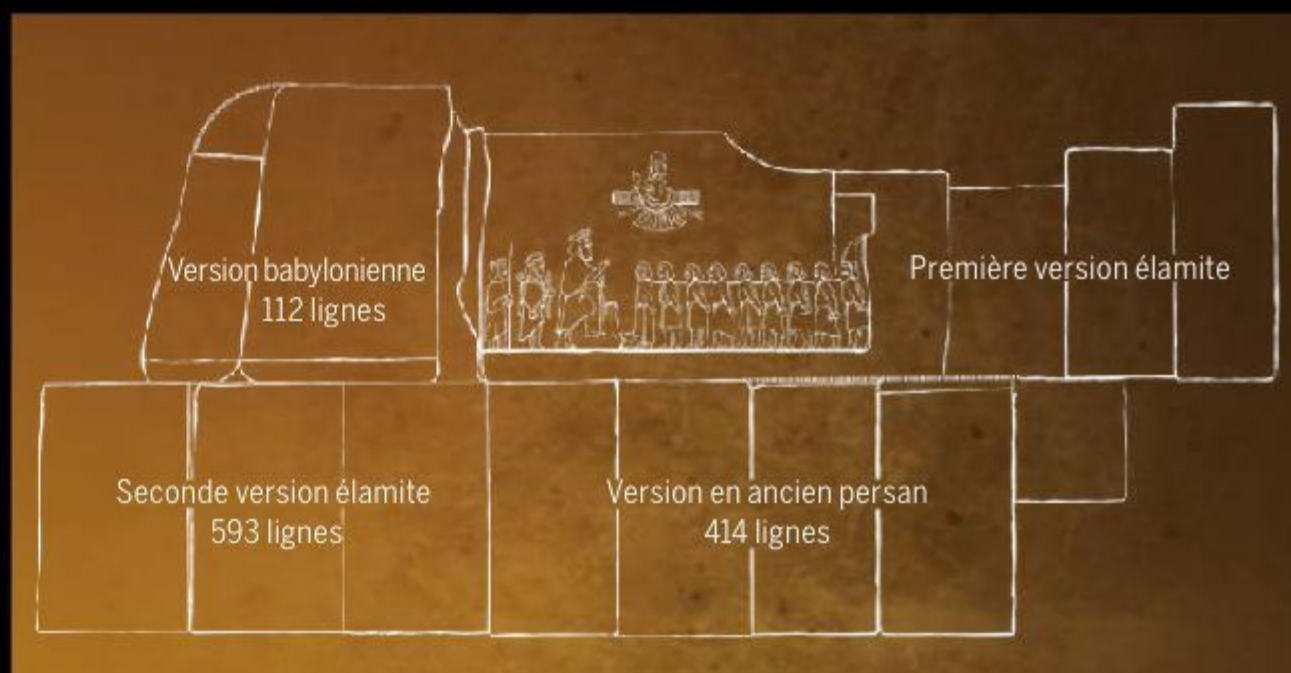 Version babylonienne
112 lignes
Première version élamite
Seconde version élamite
593 lignes
Version en ancien persan
414 lignes